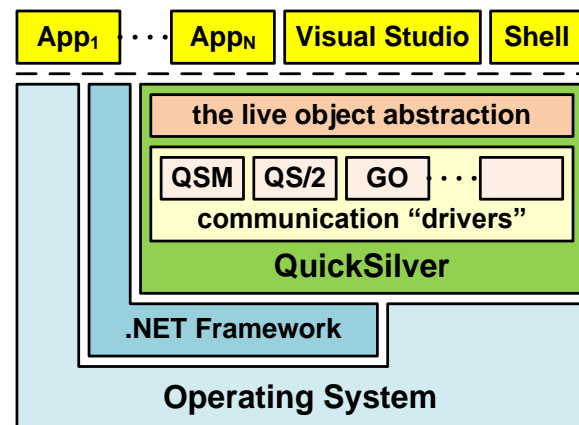 App₁ ···· Appₙ Visual Studio Shell
the live object abstraction
QSM QS/2 GO ····
communication “drivers”
QuickSilver
.NET Framework
Operating System